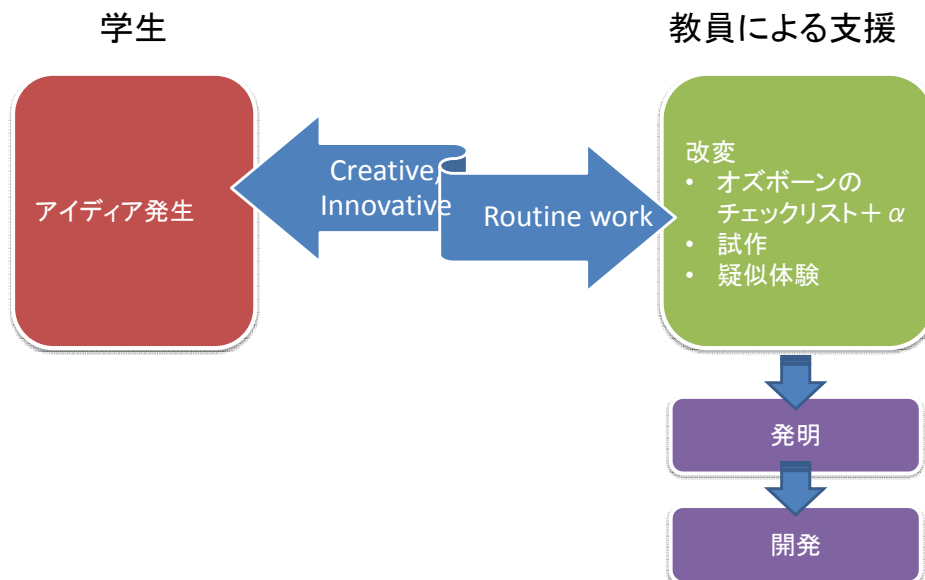 学生
教員による支援
アイディア発生
Creative,
Innovative
Routine work
改変
• オズボーンの
チェックリスト＋α
• 試作
• 疑似体験
発明
開発